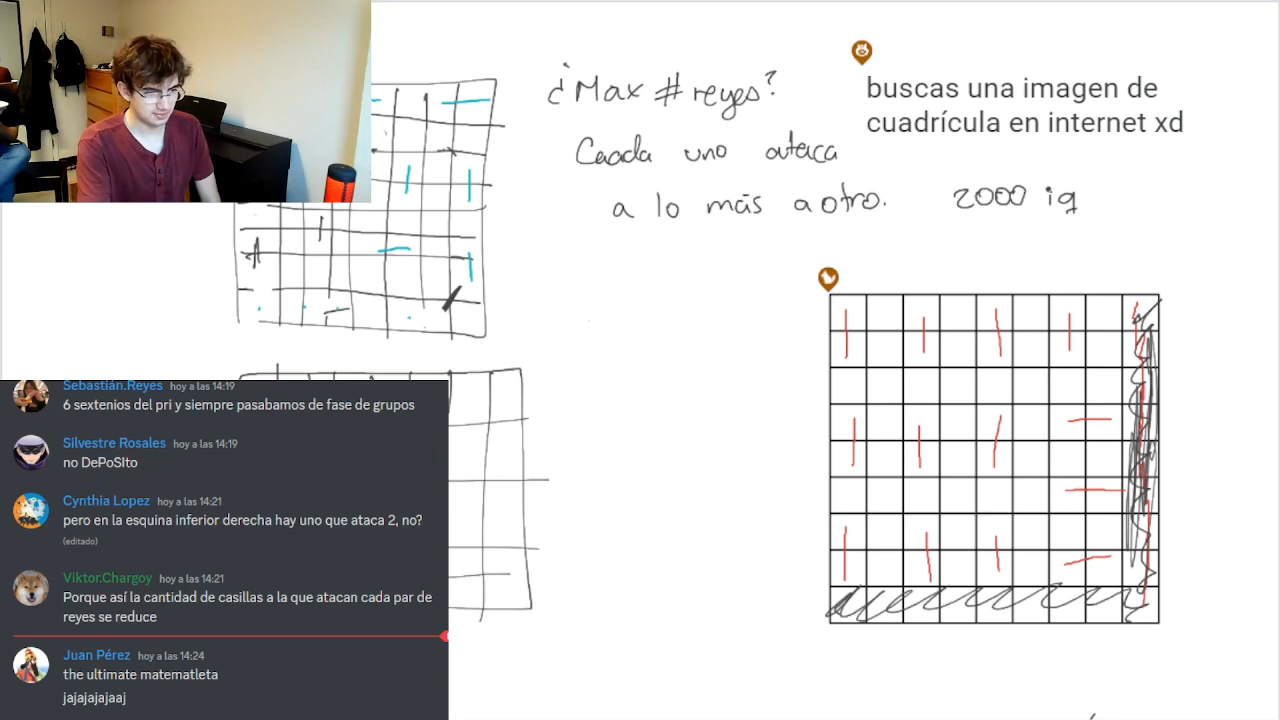 ¿Max # reyes?
Caada uno ataca
a lo más a otro.
2000 iq
buscas una imagen de
cuadrícula en internet xd
Sebastián.Reyes hoy a las 14:19
6 sextenios del pri y siempre pasabamos de fase de grupos
Silvestre Rosales hoy a las 14:19
no DePoSIto
Cynthia Lopez hoy a las 14:21
pero en la esquina inferior derecha hay uno que ataca 2, no?
(editado)
Viktor.Chargoy hoy a las 14:21
Porque así la cantidad de casillas a la que atacan cada par de
reyes se reduce
Juan Pérez hoy a las 14:24
the ultimate matematleta
jajajajajaaj